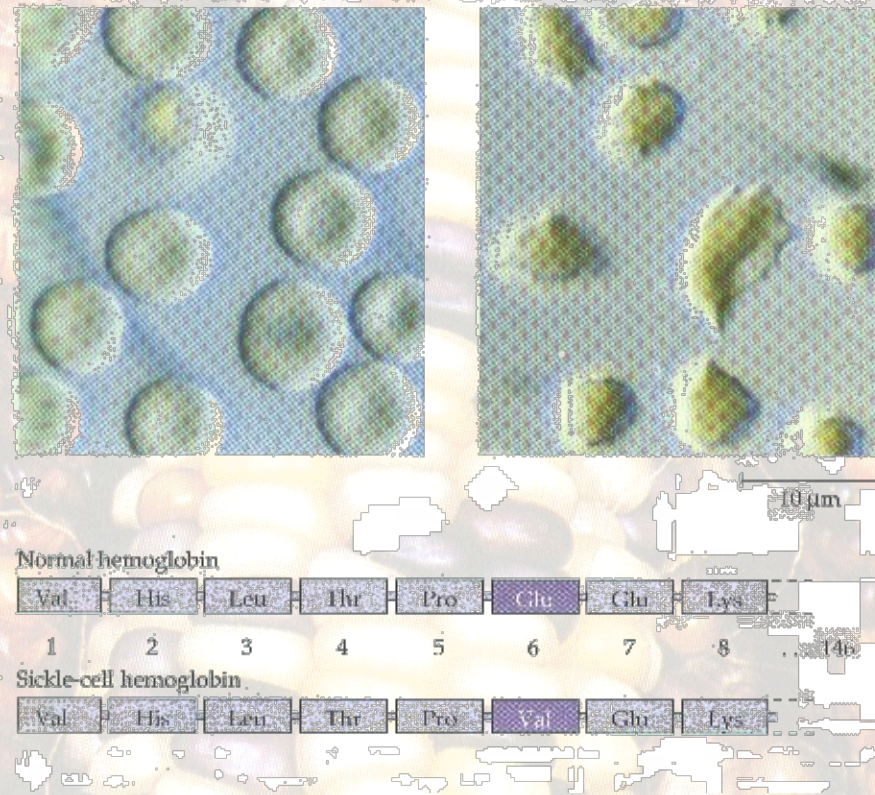 10 µm
Normal hemoglobin
Val His Leu Thr Pro Glu Glu Lys
1 2 3 4 5 6 7 8 . . . 146
Sickle-cell hemoglobin
Val His Leu Thr Pro Val Glu Lys